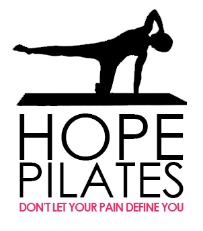 HOPE
PILATES
DON'T LET YOUR PAIN DEFINE YOU